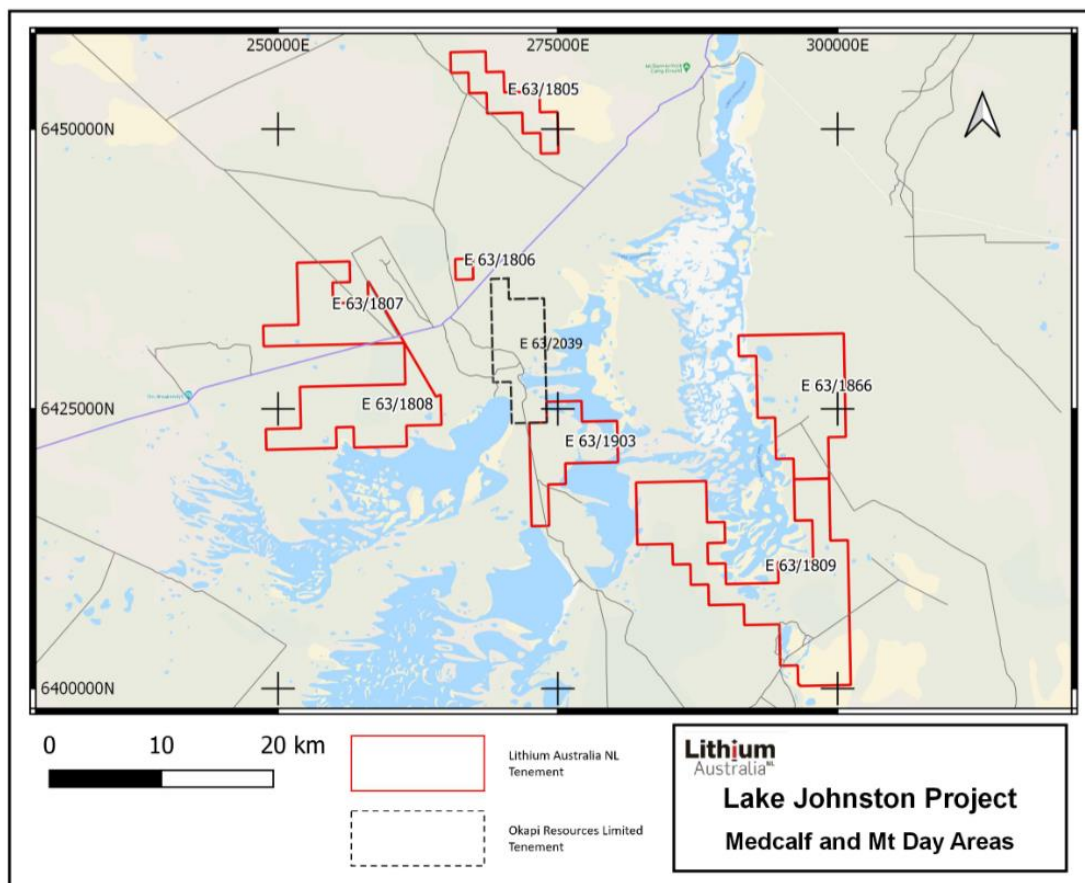 250000E
275000E
300000E
E 63/1805
6450000N
E 63/1806
E 63/1807
E 63/2039
E 63/1866
E 63/1808
6425000N
E 63/1903
E 63/1809
6400000N
0 10 20 km
Lithium Australia NL
Tenement
Okapi Resources Limited
Tenement
Lithium
Australia NL
Lake Johnston Project
Medcalf and Mt Day Areas